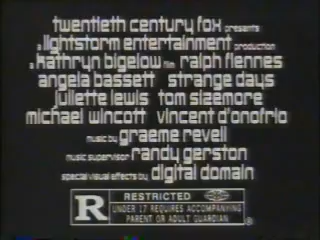 twentieth century fox presents
a lightstorm entertainment production
a kathryn bigelow film ralph fiennes
angela bassett strange days
juliette lewis tom sizemore
michael wincott vincent d'onofrio
music by graeme revell
music supervisor randy gerston
special visual effects by digital domain
R RESTRICTED
UNDER 17 REQUIRES ACCOMPANYING
PARENT OR ADULT GUARDIAN
®